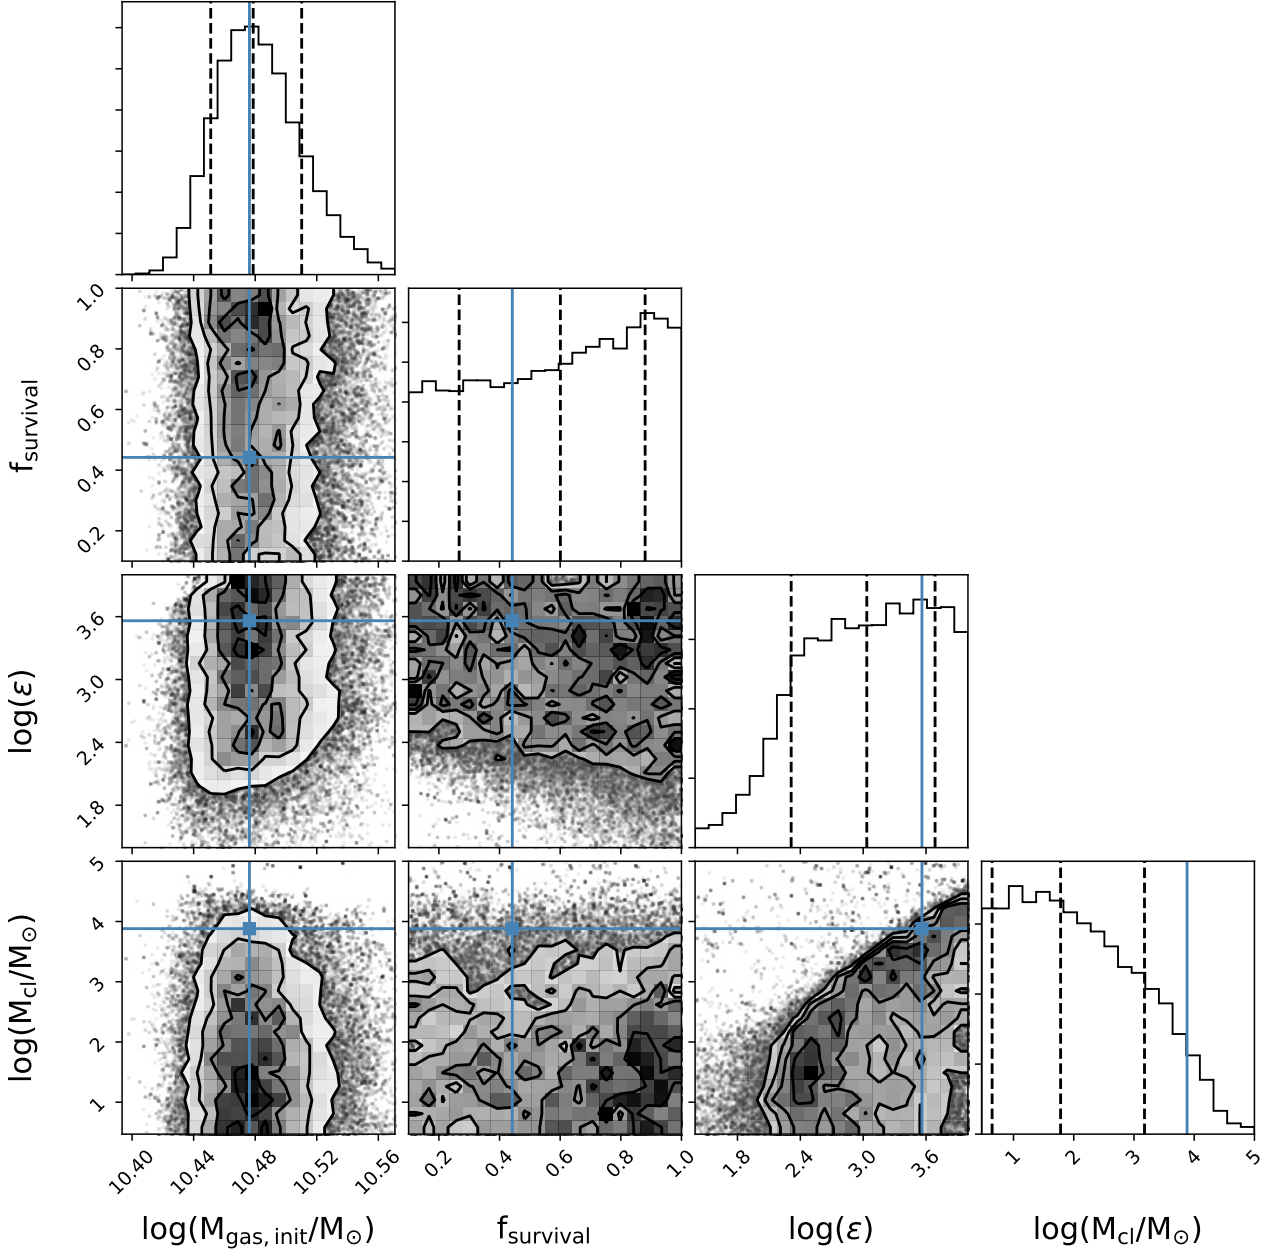 1.0
0.8
0.6
0.4
0.2
f_survival
3.6
3.0
2.4
1.8
log(ε)
5
4
3
2
1
log(M_cl/M_⊙)
10.40 10.44 10.48 10.52 10.56 0.2 0.4 0.6 0.8 1.0 1.8 2.4 3.0 3.6 1 2 3 4 5
log(M_gas, init/M_⊙) f_survival log(ε) log(M_cl/M_⊙)